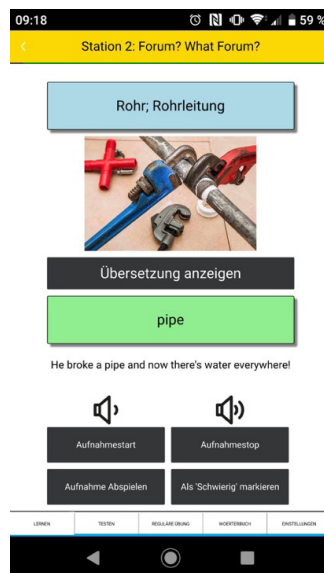 09:18
59 %
Station 2: Forum? What Forum?
Rohr; Rohrleitung
Übersetzung anzeigen
pipe
He broke a pipe and now there's water everywhere!
Aufnahmestart
Aufnahmestop
Aufnahme Abspielen
Als 'Schwierig' markieren
LERNEN
TESTEN
REGULÄRE ÜBUNG
WOERTERBUCH
EINSTELLUNGEN